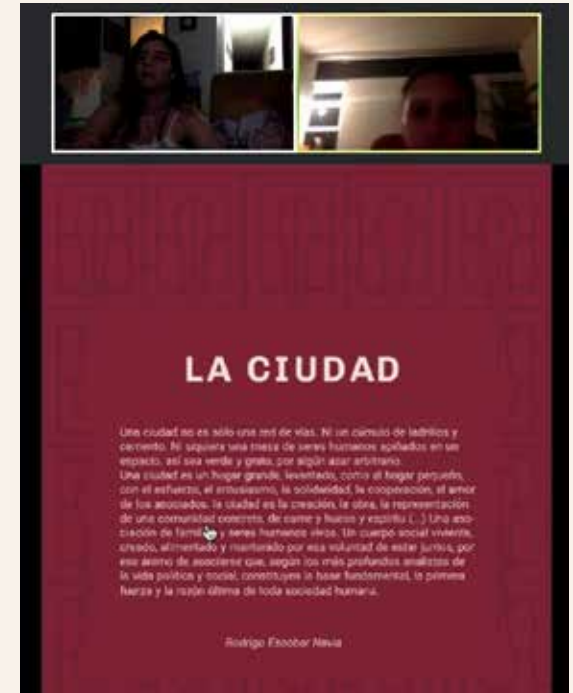 LA CIUDAD
Una ciudad no es sólo una red de vías. Ni un cúmulo de ladrillos y
cemento. Ni siquiera una masa de seres humanos apiñados en un
espacio, así sea verde y grato, por algún azar arbitrario.
Una ciudad es un hogar grande, levantado, como el hogar pequeño,
con el esfuerzo, el entusiasmo, la solidaridad, la cooperación, el amor
de los asociados, la ciudad es la creación, la obra, la representación
de una comunidad concreta, de carne y hueso y espíritu (...) Una aso-
ciación de y seres humanos vivos. Un cuerpo social viviente,
creado, alimentado y por esa voluntad de estar juntos, por
ese ánimo de asociarse que, según los más profundos analistas de
la vida política y social, constituyen la base fundamental, la primera
fuerza y la razón última de toda sociedad humana.
Rodrigo Escobar Navia